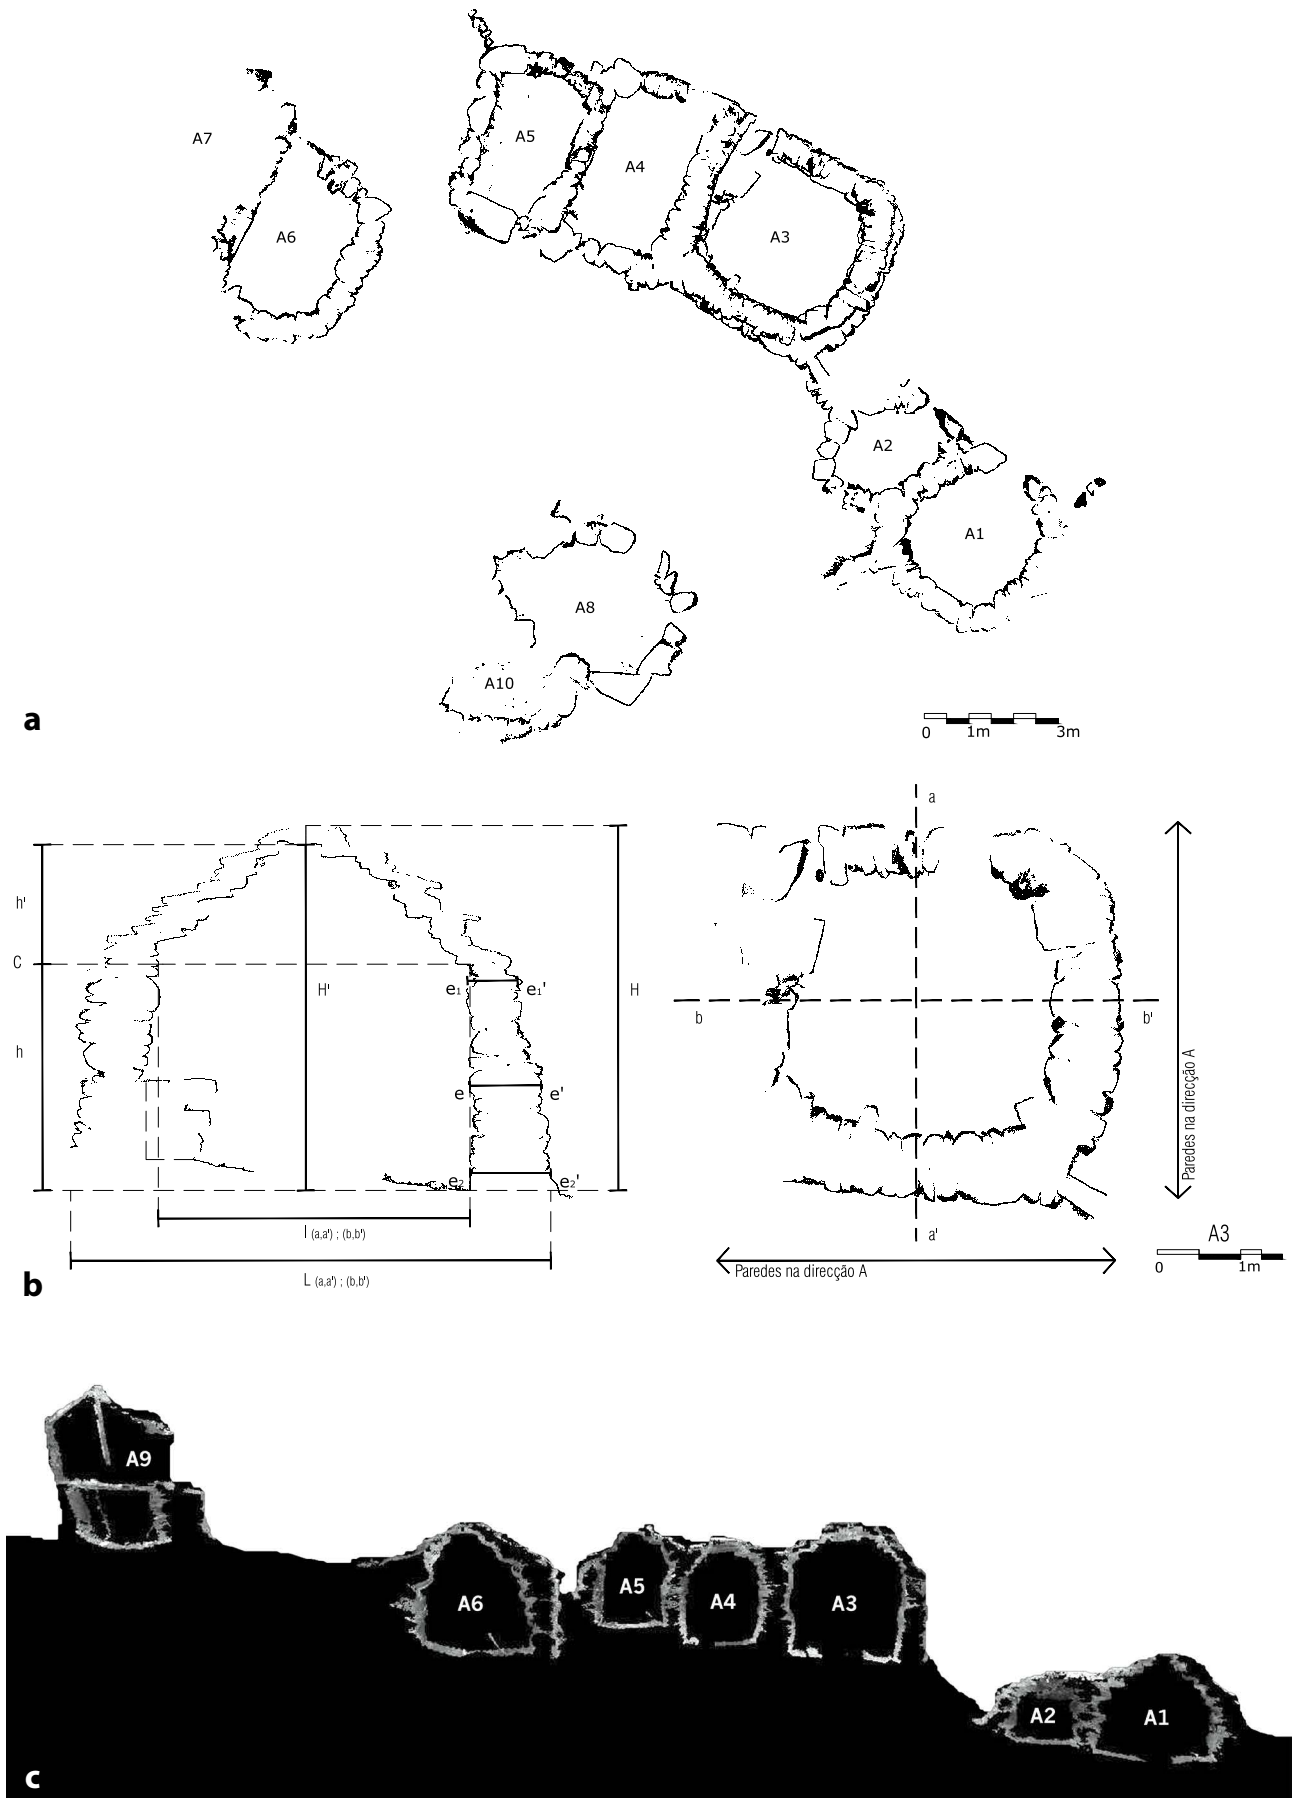 A7
A5
A4
A6
A3
A2
A1
A8
A10
a
0 1m 3m
h'
C
h
H'
H
e₁ e₁'
e e'
e₂ e₂'
l (a,a') ; (b,b')
L (a,a') ; (b,b')
b
a
b b'
a'
Paredes na direcção A
Paredes na direcção A
A3
0 1m
A9
A6
A5
A4
A3
A2
A1
c